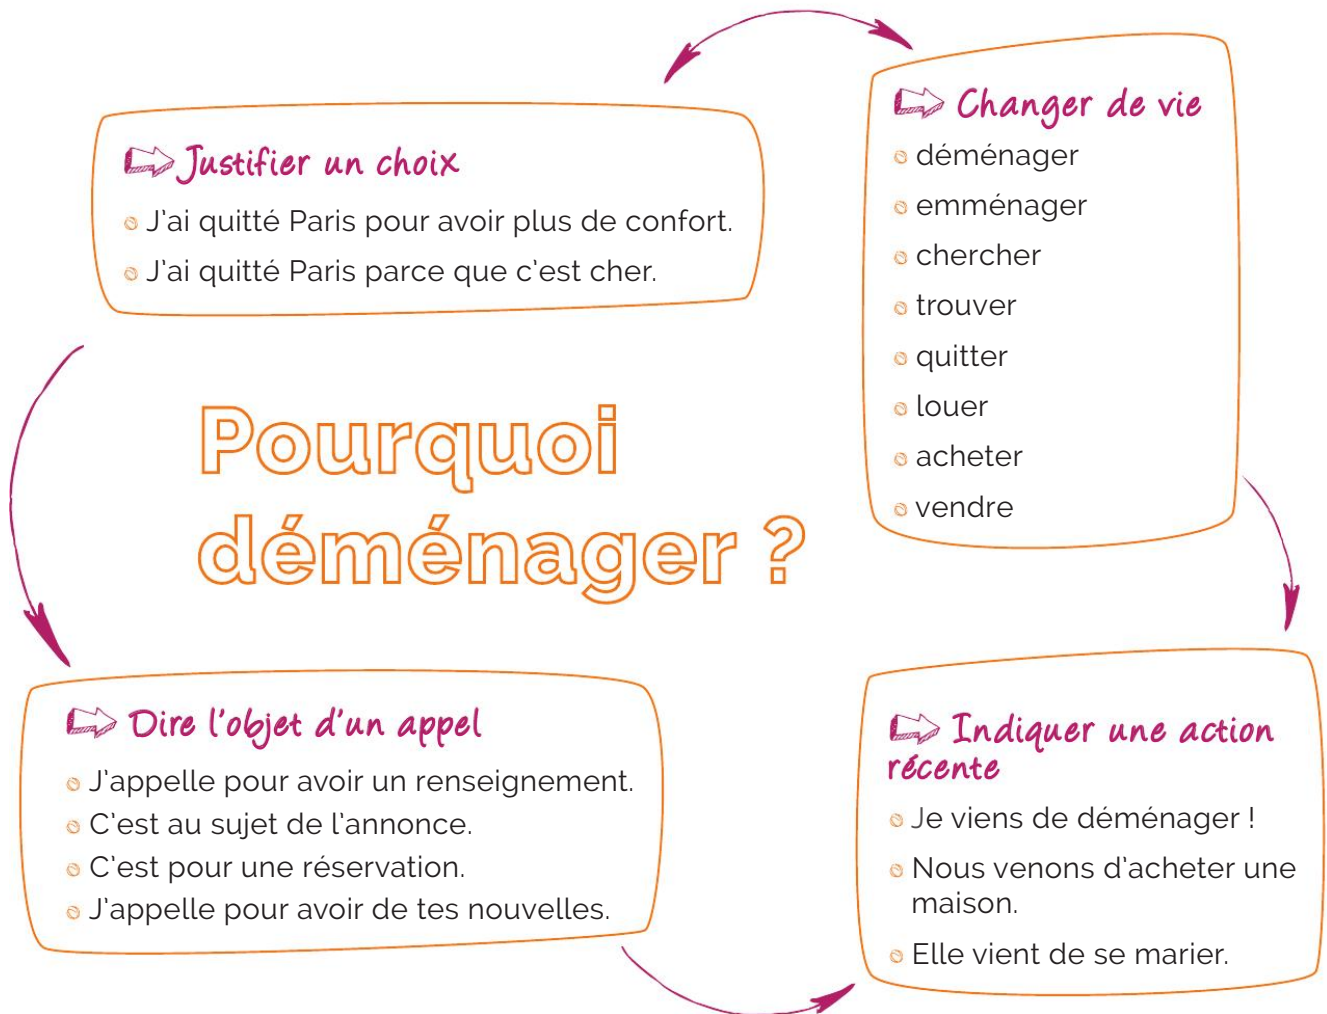 Justifier un choix
J'ai quitté Paris pour avoir plus de confort.
J'ai quitté Paris parce que c'est cher.
Changer de vie
déménager
emménager
chercher
trouver
quitter
louer
acheter
vendre
Pourquoi
déménager ?
Dire l'objet d'un appel
J'appelle pour avoir un renseignement.
C'est au sujet de l'annonce.
C'est pour une réservation.
J'appelle pour avoir de tes nouvelles.
Indiquer une action
récente
Je viens de déménager !
Nous venons d'acheter une
maison.
Elle vient de se marier.